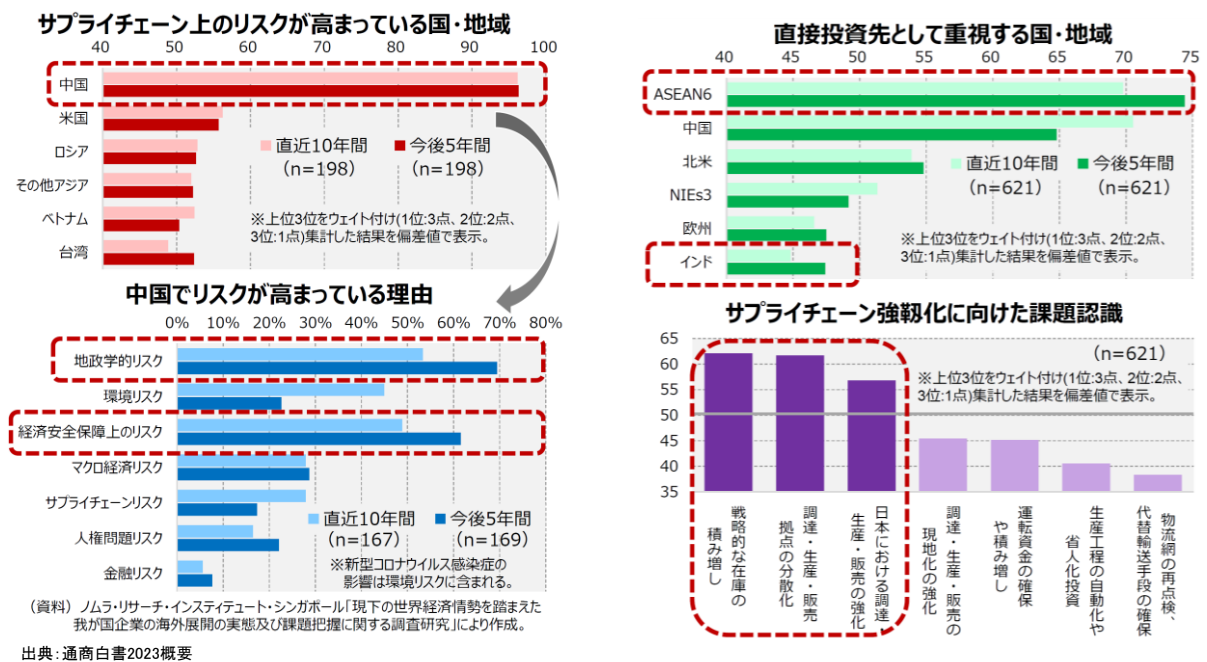 サプライチェーン上のリスクが高まっている国・地域
40 50 60 70 80 90 100
中国
米国
ロシア
その他アジア
ベトナム
台湾
直近10年間
(n=198)
今後5年間
(n=198)
※上位3位をウェイト付け(1位:3点、2位:2点、
3位:1点)集計した結果を偏差値で表示。
中国でリスクが高まっている理由
0% 10% 20% 30% 40% 50% 60% 70% 80%
地政学的リスク
環境リスク
経済安全保障上のリスク
マクロ経済リスク
サプライチェーンリスク
人権問題リスク
金融リスク
直近10年間
(n=167)
今後5年間
(n=169)
※新型コロナウイルス感染症の
影響は環境リスクに含まれる。
(資料)ノムラ・リサーチ・インスティテュート・シンガポール「現下の世界経済情勢を踏まえた
我が国企業の海外展開の実態及び課題把握に関する調査研究」により作成。
出典:通商白書2023概要
直接投資先として重視する国・地域
40 45 50 55 60 65 70 75
ASEAN6
中国
北米
NIEs3
欧州
インド
直近10年間
(n=621)
今後5年間
(n=621)
※上位3位をウェイト付け(1位:3点、2位:2点、
3位:1点)集計した結果を偏差値で表示。
サプライチェーン強靱化に向けた課題認識
65
60
55
50
45
40
35
(n=621)
※上位3位をウェイト付け(1位:3点、2位:2点、
3位:1点)集計した結果を偏差値で表示。
戦略的な在庫の
積み増し
調達・生産・販売
拠点の分散化
日本における調達・
生産・販売の強化
調達・生産・販売の
現地化の強化
運転資金の確保
や積み増し
生産工程の自動化や
省人化投資
物流網の再点検、
代替輸送手段の確保